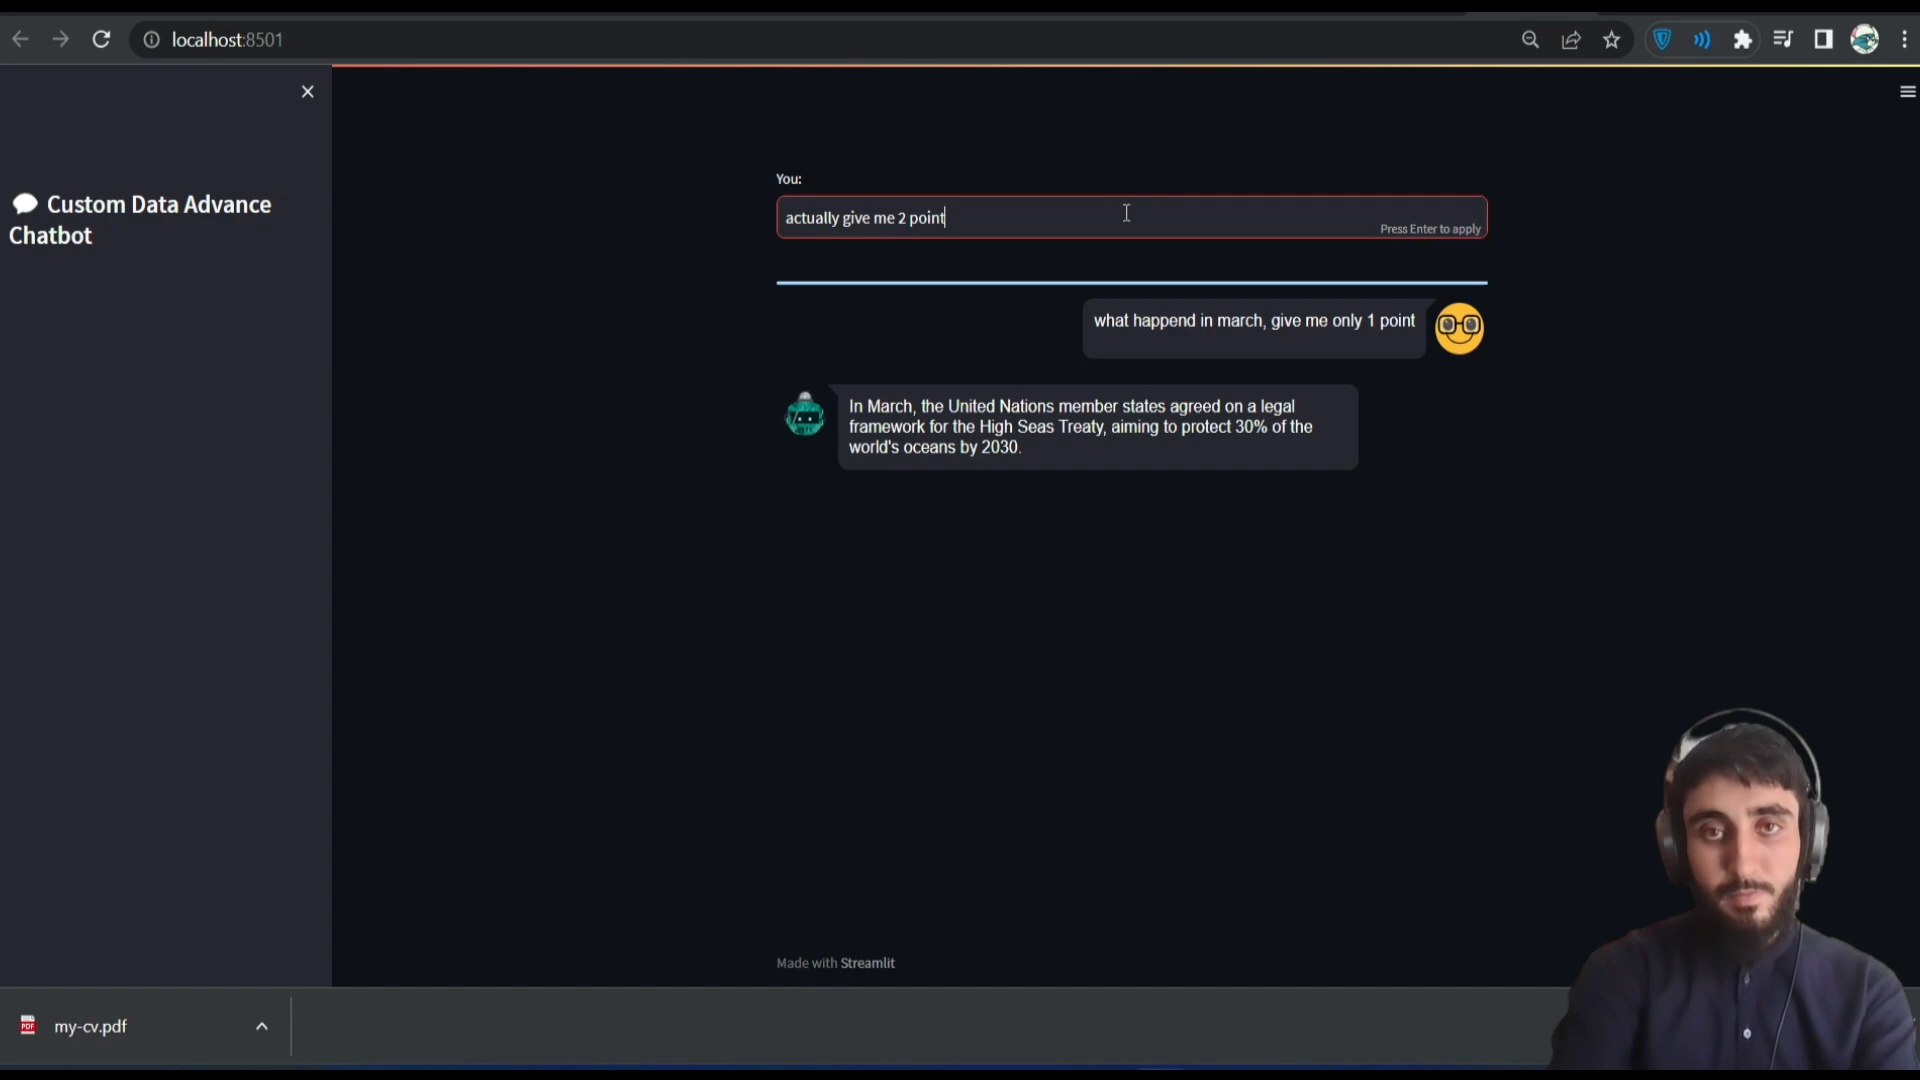 localhost:8501
Custom Data Advance
Chatbot
You:
actually give me 2 point
Press Enter to apply
what happend in march, give me only 1 point
In March, the United Nations member states agreed on a legal
framework for the High Seas Treaty, aiming to protect 30% of the
world's oceans by 2030.
Made with Streamlit
PDF
my-cv.pdf